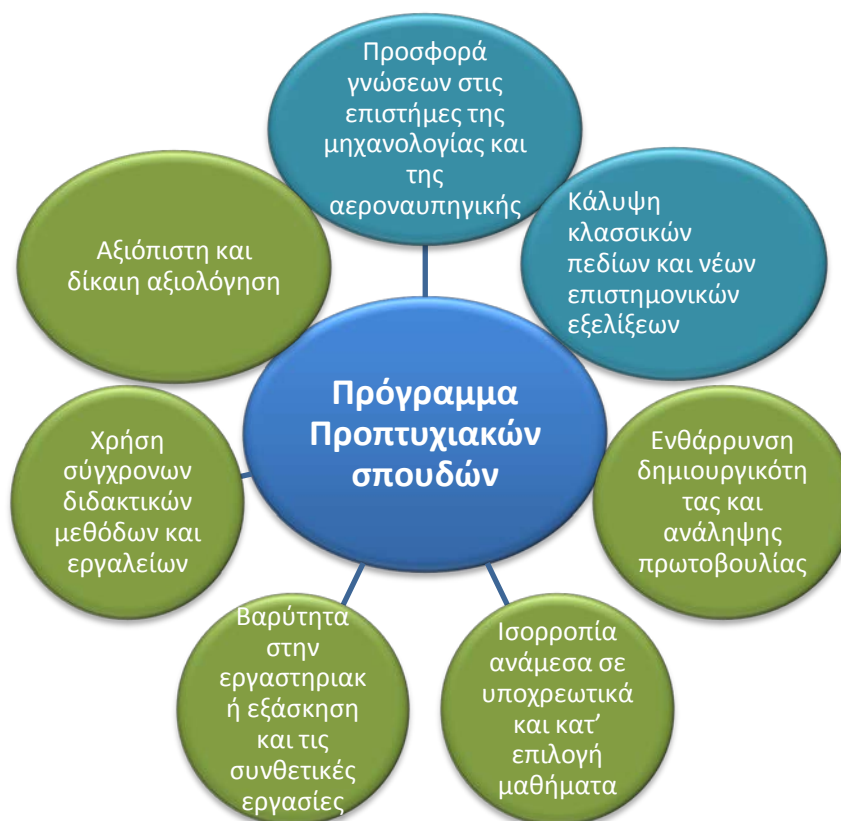 Προσφορά
γνώσεων στις
επιστήμες της
μηχανολογίας και
της
αεροναυπηγικής
Κάλυψη
κλασσικών
πεδίων και νέων
επιστημονικών
εξελίξεων
Ενθάρρυνση
δημιουργικότη
τας και
ανάληψης
πρωτοβουλίας
Ισορροπία
ανάμεσα σε
υποχρεωτικά
και κατ’
επιλογή
μαθήματα
Βαρύτητα
στην
εργαστηριακ
ή εξάσκηση
και τις
συνθετικές
εργασίες
Χρήση
σύγχρονων
διδακτικών
μεθόδων και
εργαλείων
Αξιόπιστη και
δίκαιη αξιολόγηση
Πρόγραμμα
Προπτυχιακών
σπουδών